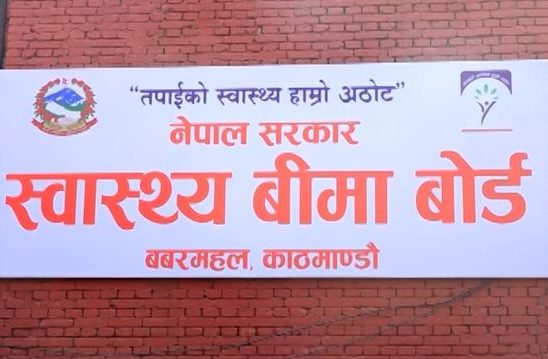 “तपाईको स्वास्थ्य हाम्रो अठोट”
नेपाल सरकार
स्वास्थ्य बीमा बोर्ड
बबरमहल, काठमाण्डौ